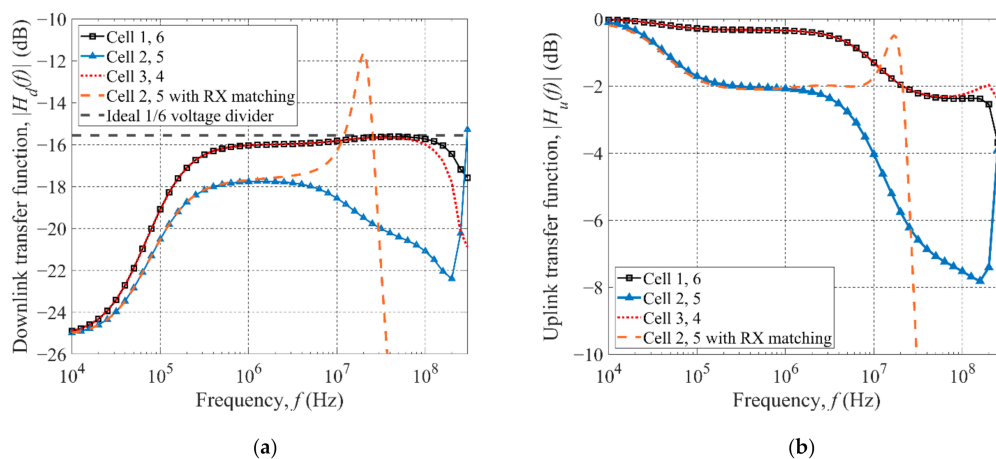 Downlink transfer function, |H_d(f)| (dB)
-10
-12
-14
-16
-18
-20
-22
-24
-26
Cell 1, 6
Cell 2, 5
Cell 3, 4
Cell 2, 5 with RX matching
Ideal 1/6 voltage divider
10^4
10^5
10^6
10^7
10^8
Frequency, f (Hz)
(a)
Uplink transfer function, |H_u(f)| (dB)
0
−2
−4
−6
−8
−10
Cell 1, 6
Cell 2, 5
Cell 3, 4
Cell 2, 5 with RX matching
10^4
10^5
10^6
10^7
10^8
Frequency, f (Hz)
(b)